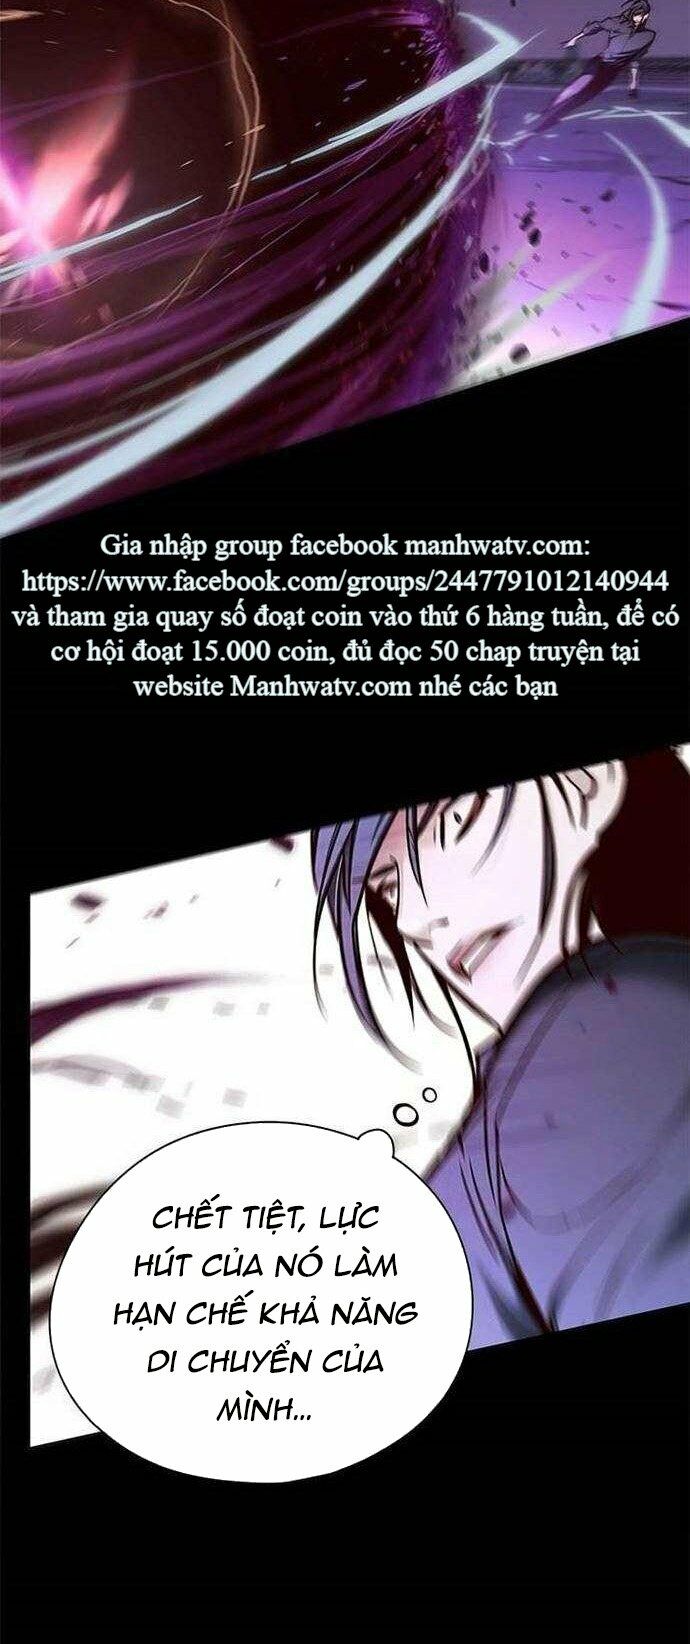 Gia nhập group facebook manhwatv.com:
https://www.facebook.com/groups/2447791012140944
và tham gia quay số đoạt coin vào thứ 6 hàng tuần, để có
cơ hội đoạt 15.000 coin, đủ đọc 50 chap truyện tại
website Manhwatv.com nhé các bạn
CHẾT TIỆT, LỰC
HÚT CỦA NÓ LÀM
HẠN CHẾ KHẢ NĂNG
DI CHUYỂN CỦA
MÌNH...